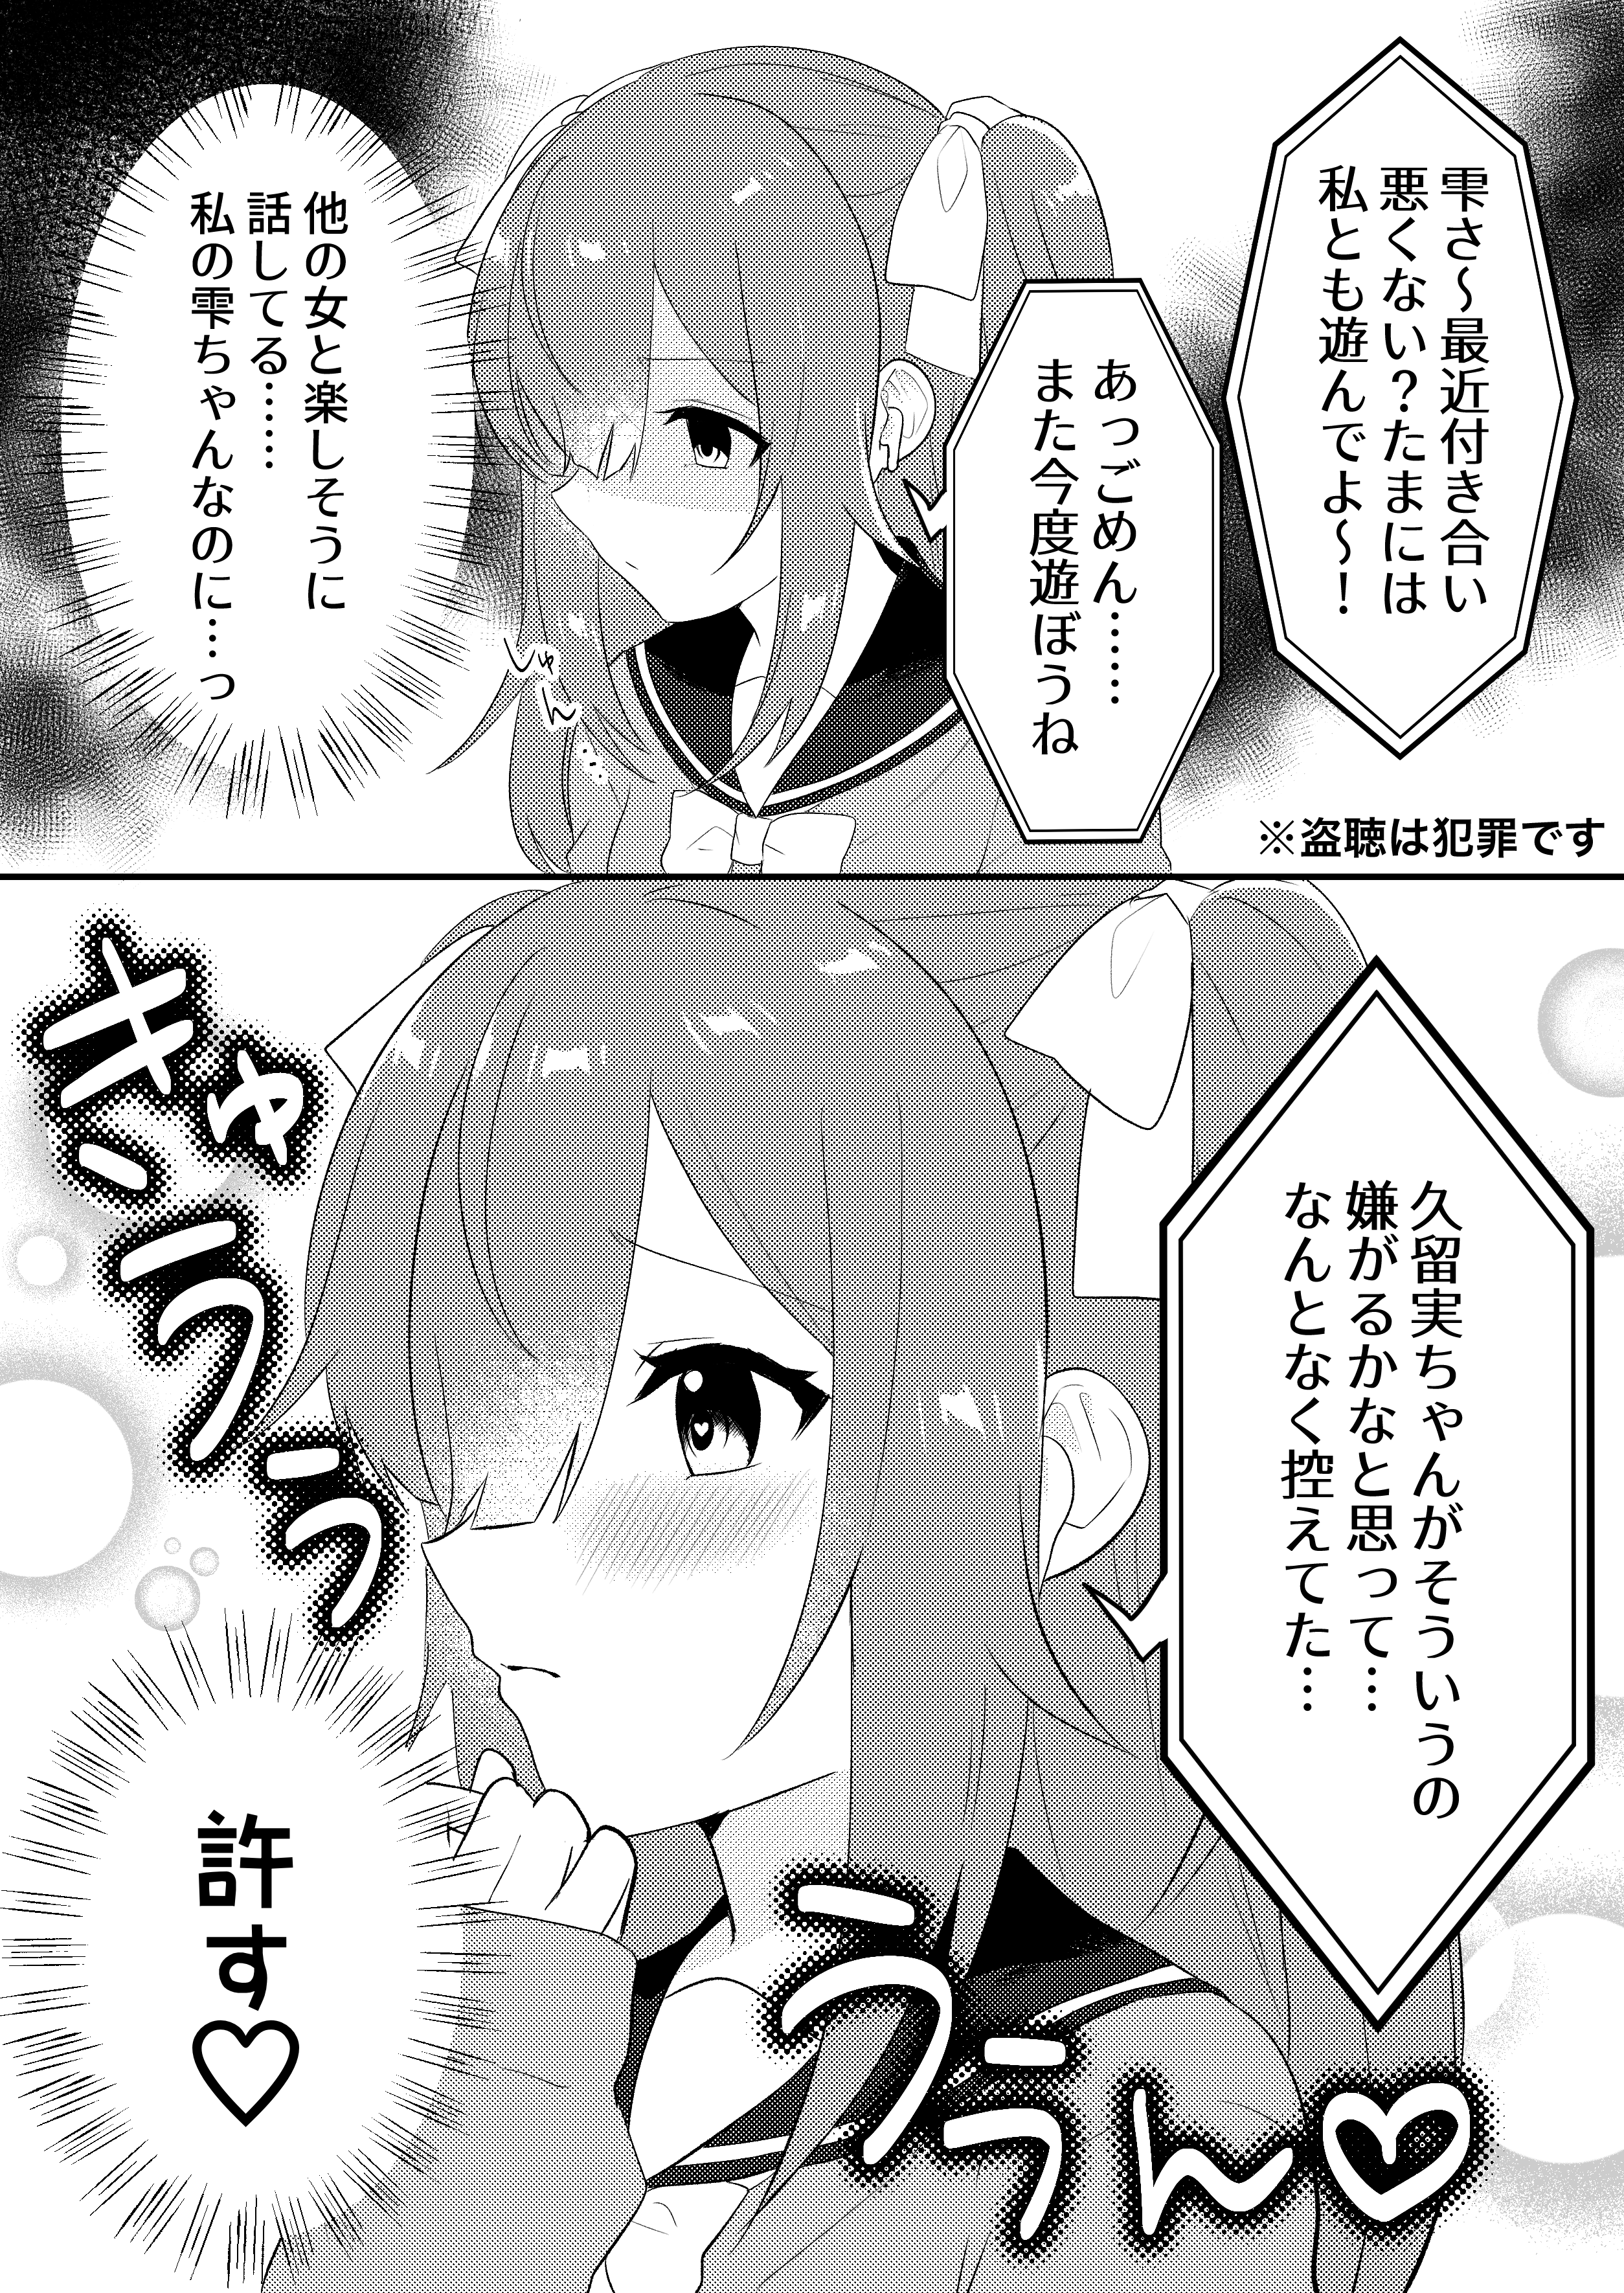 雫さ〜最近付き合い
悪くない？たまには
私とも遊んでよ〜！
あっごめん……
また今度遊ぼうね
※盗聴は犯罪です
他の女と楽しそうに
話してる……
私の雫ちゃんなのに…っ
しゅん…
久留実ちゃんがそういうの
嫌がるかなと思って…
なんとなく控えてた…
きゅうぅ
うぅん♡
許す♡